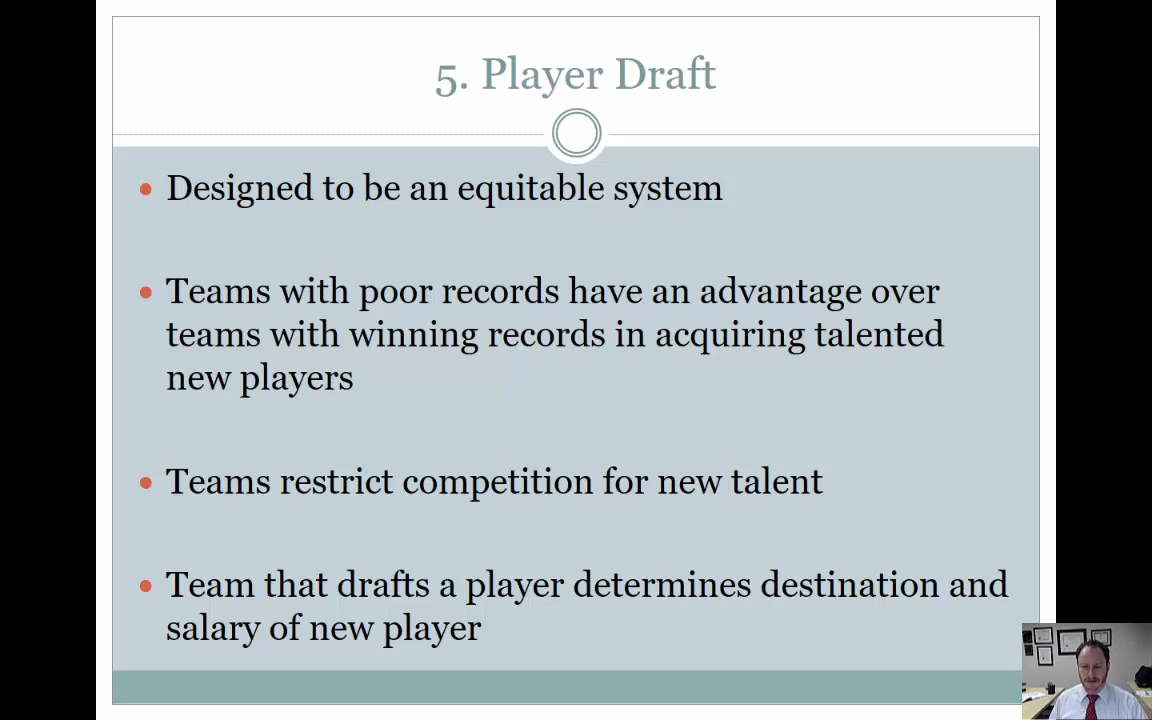 5. Player Draft
• Designed to be an equitable system
• Teams with poor records have an advantage over
teams with winning records in acquiring talented
new players
• Teams restrict competition for new talent
• Team that drafts a player determines destination and
salary of new player